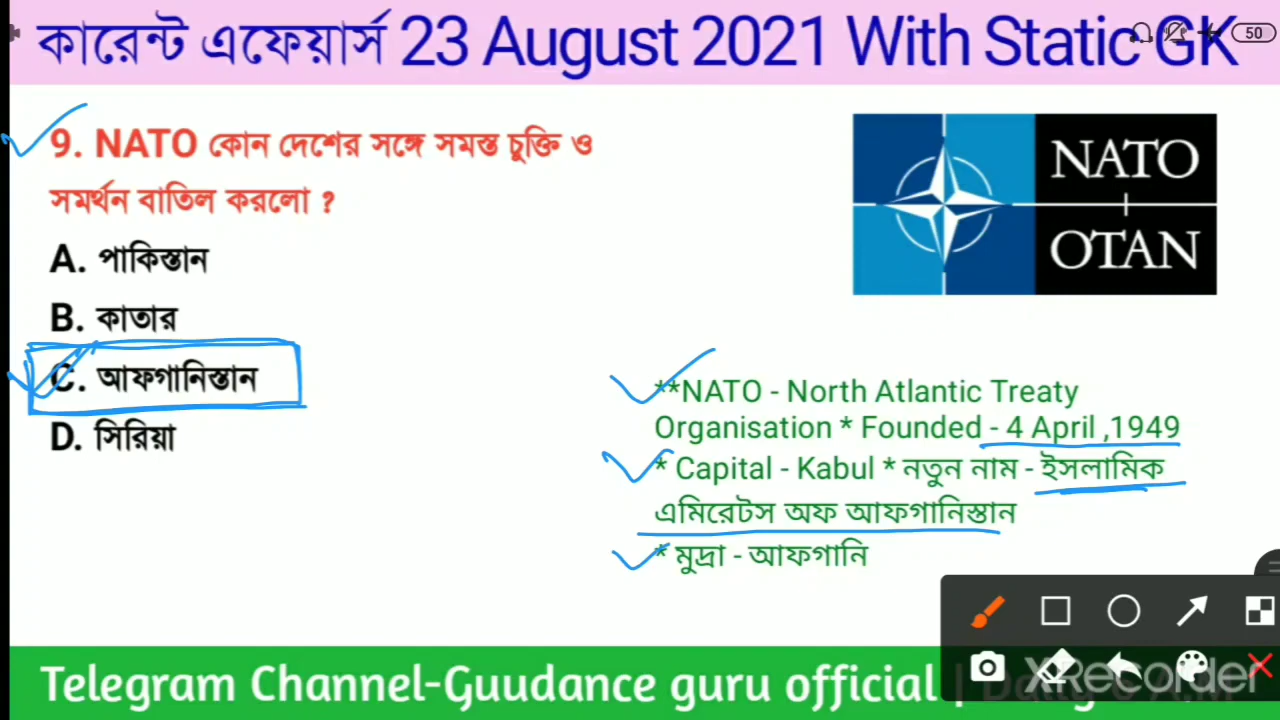 কারেন্ট এফেয়ার্স 23 August 2021 With Static GK
50
9. NATO কোন দেশের সঙ্গে সমস্ত চুক্তি ও
সমর্থন বাতিল করলো ?
A. পাকিস্তান
B. কাতার
C. আফগানিস্তান
D. সিরিয়া
NATO
OTAN
**NATO - North Atlantic Treaty
Organisation * Founded - 4 April ,1949
* Capital - Kabul * নতুন নাম - ইসলামিক
এমিরেটস অফ আফগানিস্তান
* মুদ্রা - আফগানি
Telegram Channel-Guudance guru official |
XRecorder